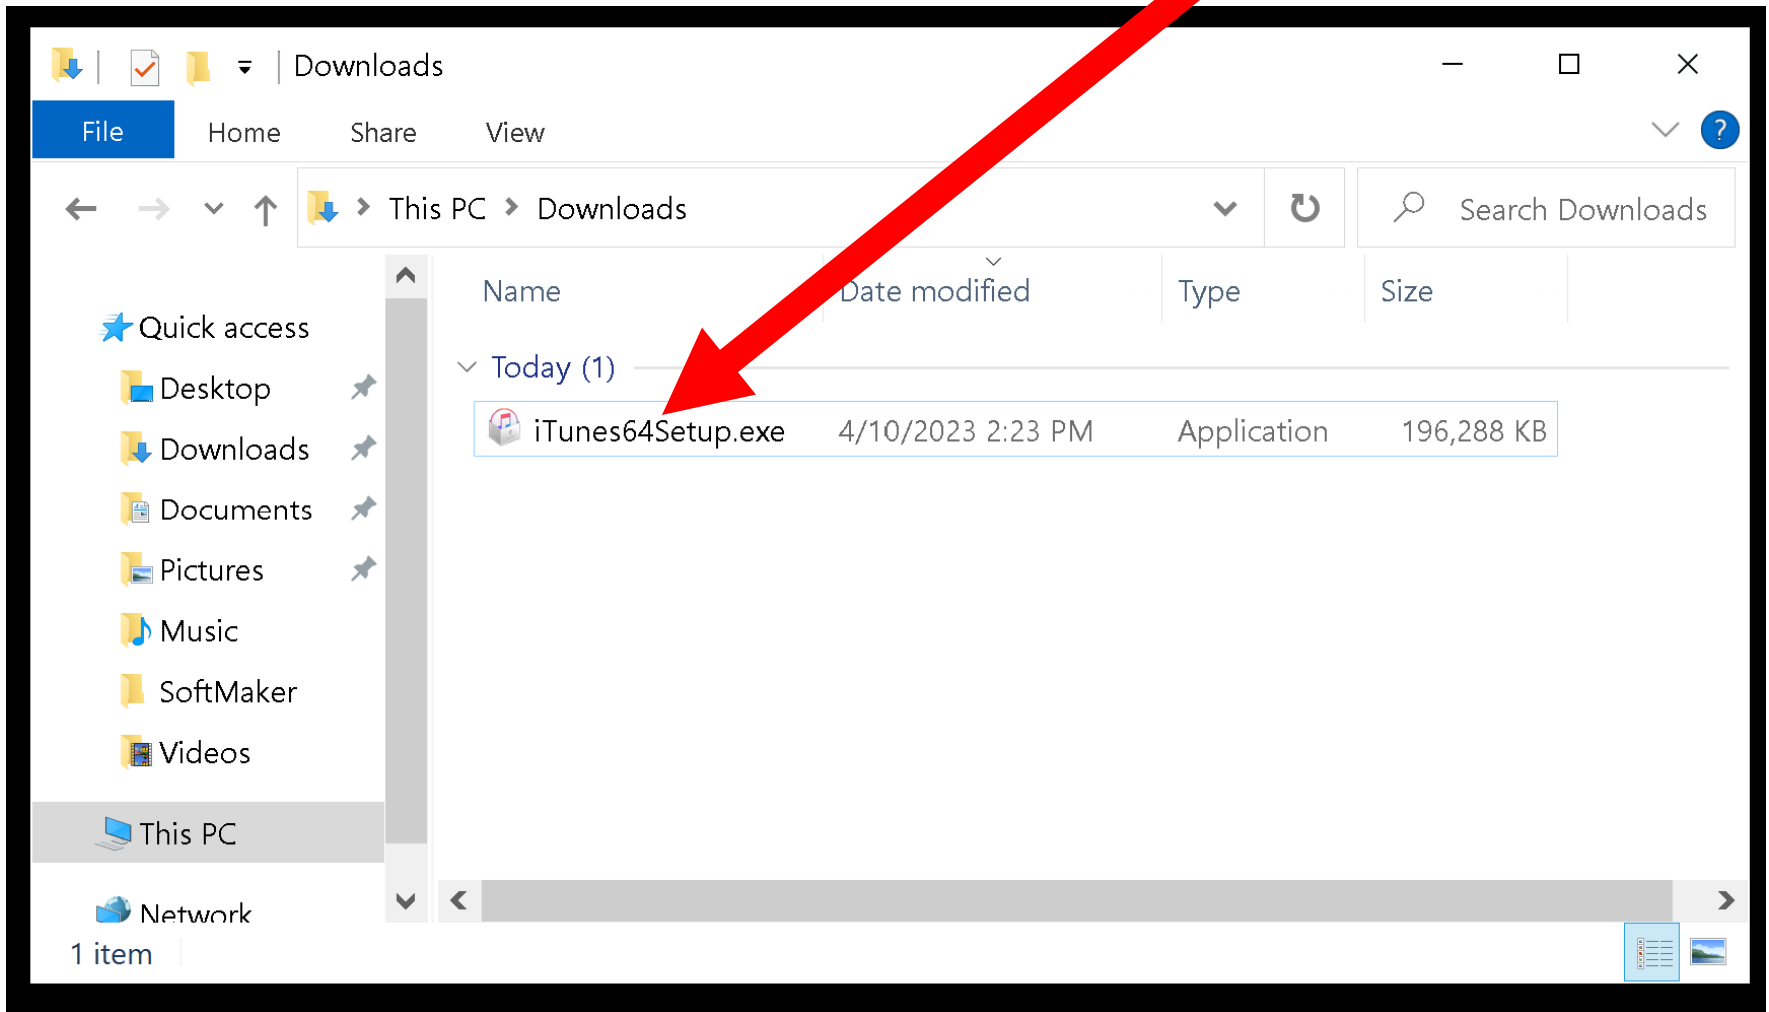 Downloads
File Home Share View
This PC Downloads Search Downloads
Name Date modified Type Size
Quick access
Today (1)
Desktop
iTunes64Setup.exe 4/10/2023 2:23 PM Application 196,288 KB
Downloads
Documents
Pictures
Music
SoftMaker
Videos
This PC
Network
1 item